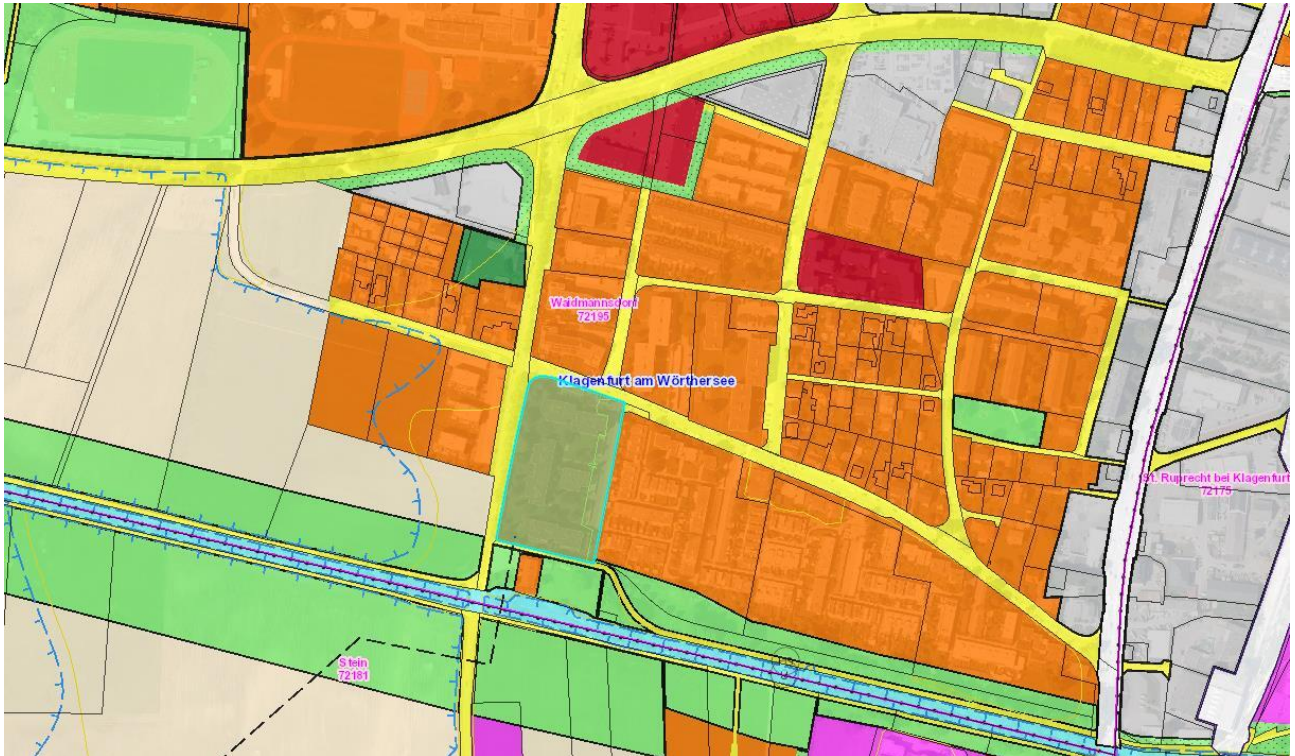 Waidmannsdorf
72195
Klagenfurt am Wörthersee
St. Ruprecht bei Klagenfurt
72175
Stein
72181